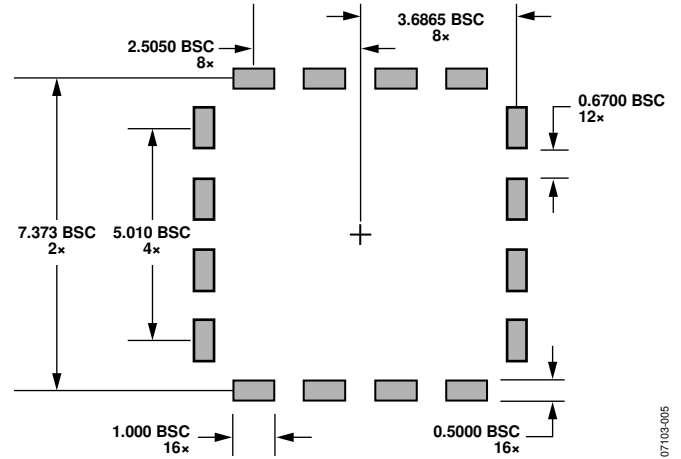 2.5050 BSC
8×
3.6865 BSC
8×
0.6700 BSC
12×
7.373 BSC
2×
5.010 BSC
4×
1.000 BSC
16×
0.5000 BSC
16×
07103-005